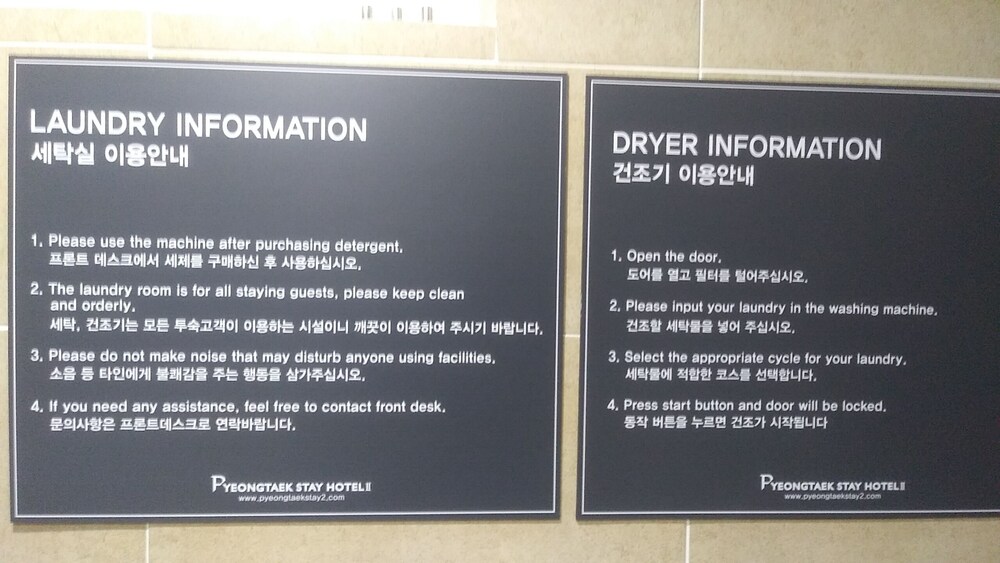 LAUNDRY INFORMATION
세탁실 이용안내
1. Please use the machine after purchasing detergent.
프론트 데스크에서 세제를 구매하신 후 사용하십시오.
2. The laundry room is for all staying guests, please keep clean
and orderly.
세탁, 건조기는 모든 투숙고객이 이용하는 시설이니 깨끗이 이용하여 주시기 바랍니다.
3. Please do not make noise that may disturb anyone using facilities.
소음 등 타인에게 불쾌감을 주는 행동을 삼가주십시오.
4. If you need any assistance, feel free to contact front desk.
문의사항은 프론트데스크로 연락바랍니다.
PYEONGTAEK STAY HOTEL II
www.pyeongtaekstay2.com
DRYER INFORMATION
건조기 이용안내
1. Open the door.
도어를 열고 필터를 털어주십시오.
2. Please input your laundry in the washing machine.
건조할 세탁물을 넣어 주십시오.
3. Select the appropriate cycle for your laundry.
세탁물에 적합한 코스를 선택합니다.
4. Press start button and door will be locked.
동작 버튼을 누르면 건조가 시작됩니다
PYEONGTAEK STAY HOTEL II
www.pyeongtaekstay2.com